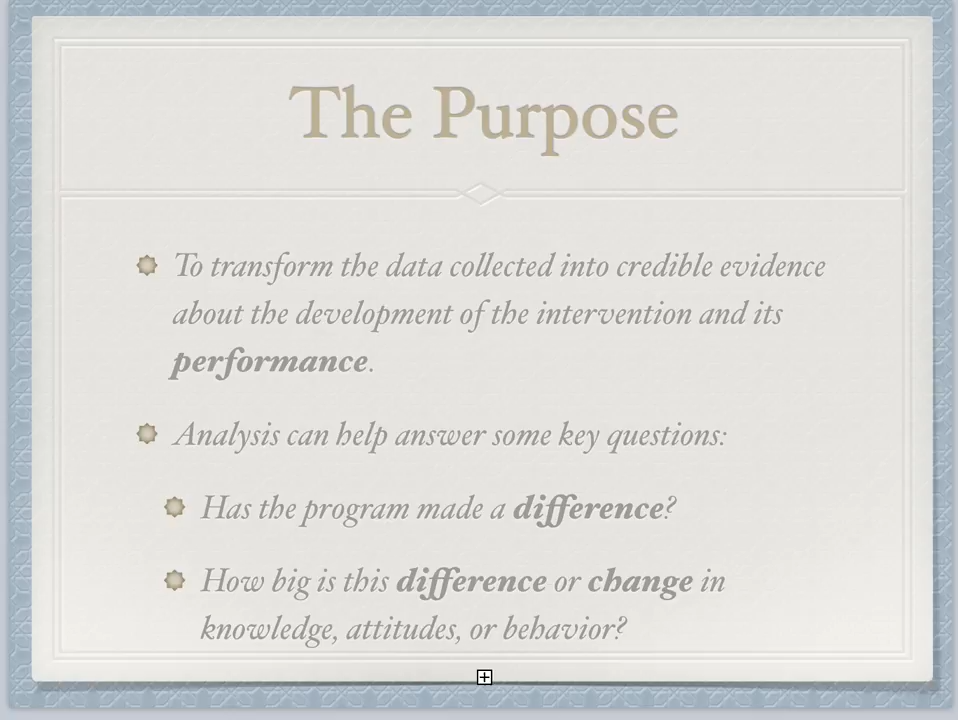 The Purpose
To transform the data collected into credible evidence
about the development of the intervention and its
performance.
Analysis can help answer some key questions:
Has the program made a difference?
How big is this difference or change in
knowledge, attitudes, or behavior?